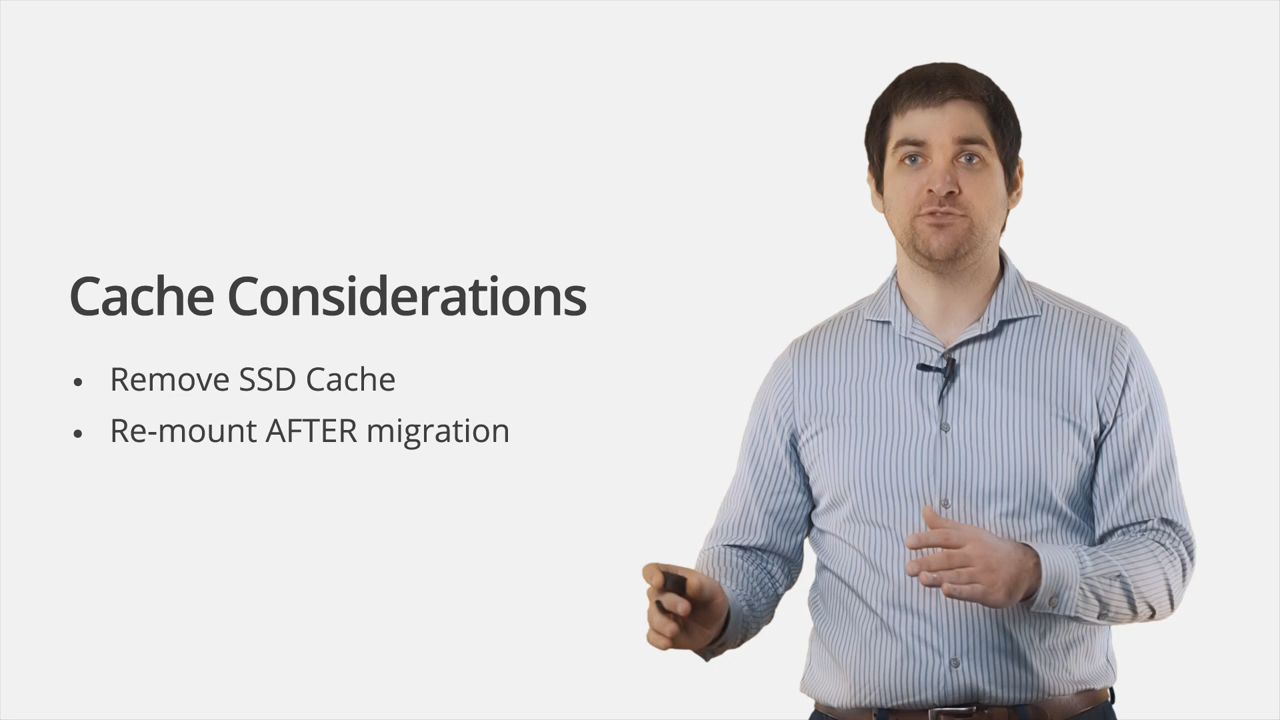 Cache Considerations
• Remove SSD Cache
• Re-mount AFTER migration